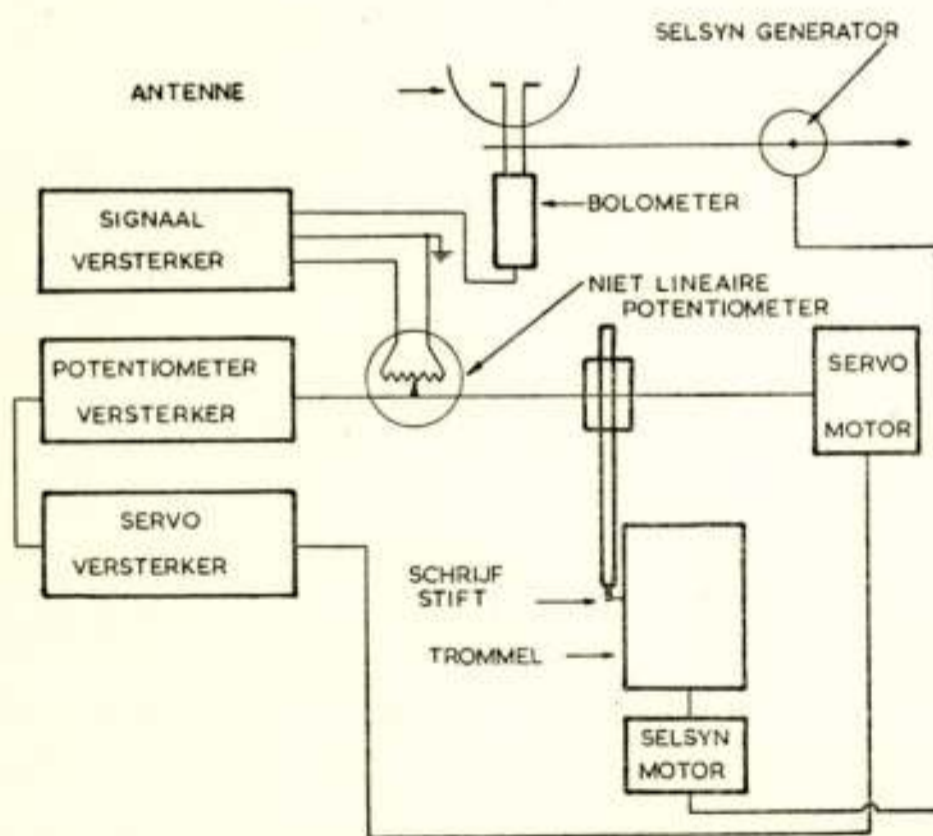 SELSYN GENERATOR
ANTENNE
BOLOMETER
SIGNAAL
VERSTERKER
NIET LINEAIRE
POTENTIOMETER
POTENTIOMETER
VERSTERKER
SERVO
MOTOR
SERVO
VERSTERKER
SCHRIJF
STIFT
TROMMEL
SELSYN
MOTOR